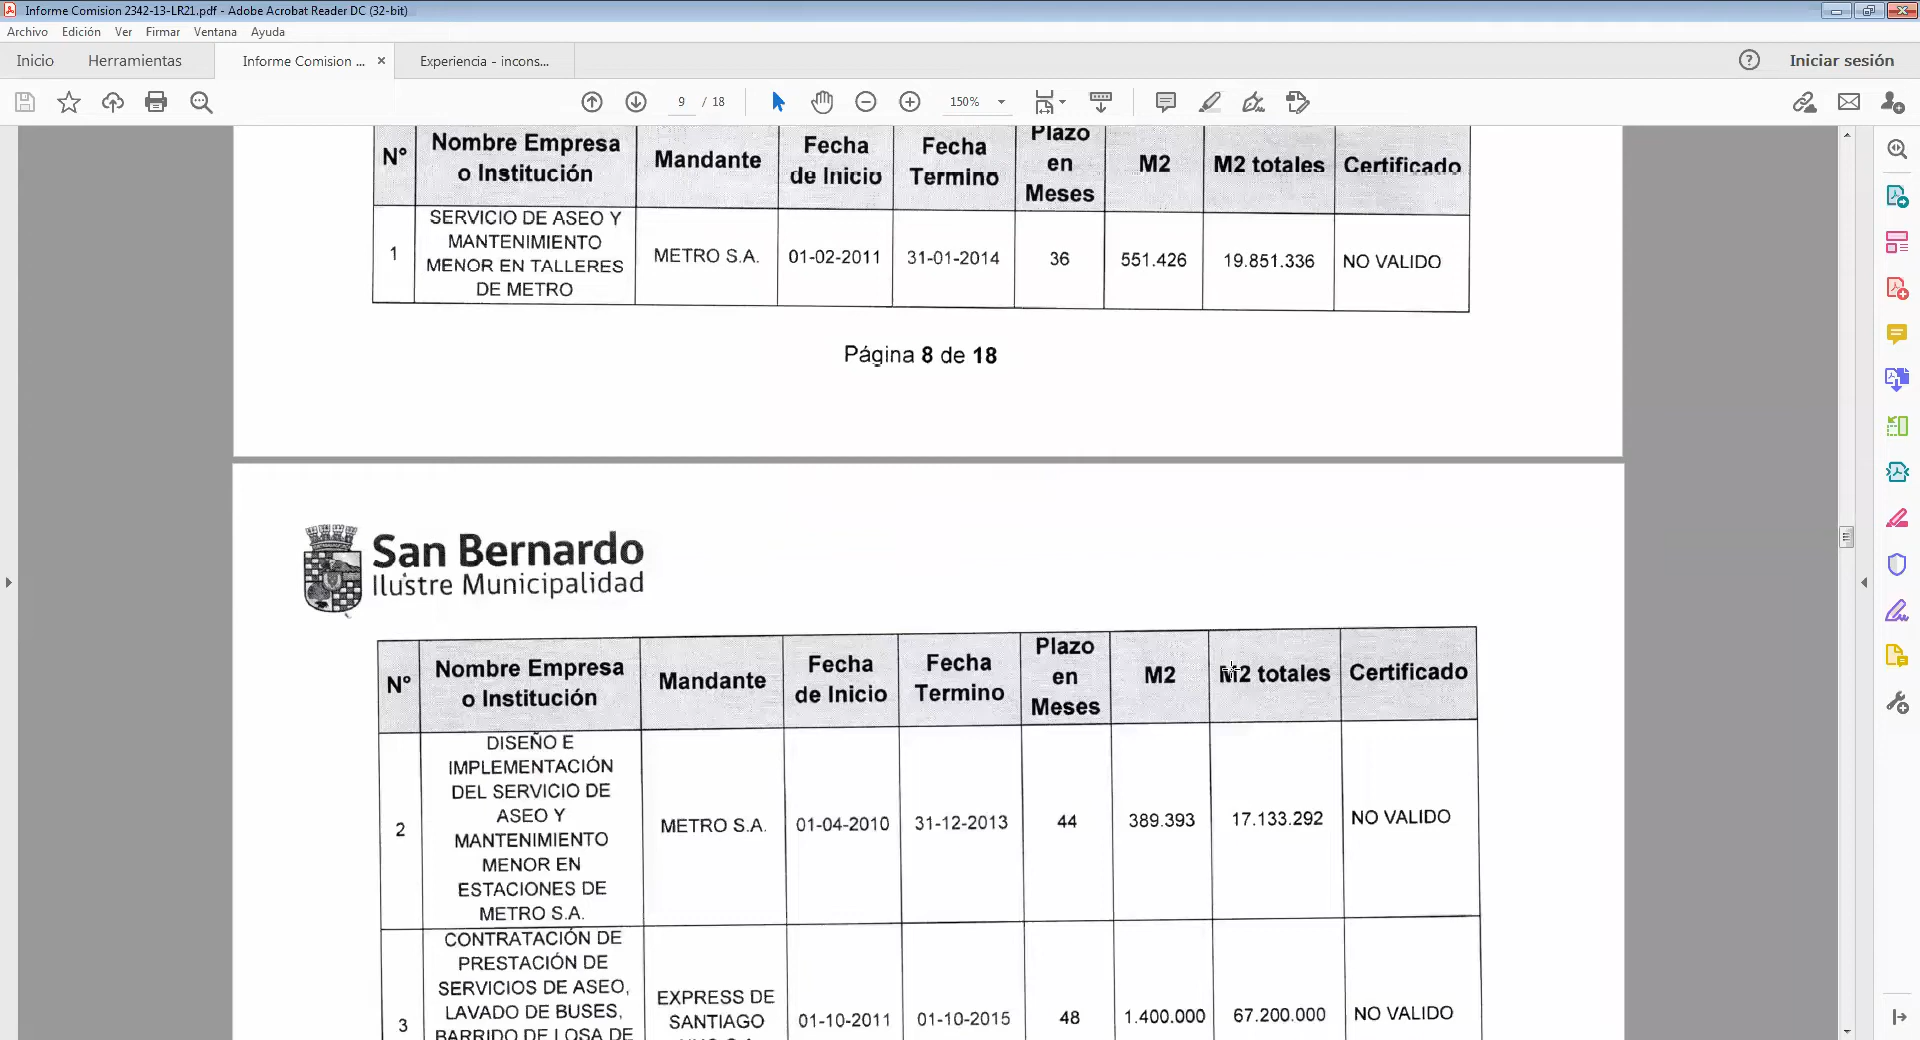 Informe Comision 2342-13-LR21.pdf - Adobe Acrobat Reader DC (32-bit)
Archivo Edición Ver Firmar Ventana Ayuda
Inicio Herramientas Informe Comision ... × Experiencia - incons... Iniciar sesión
9 / 18 150%
Nº Nombre Empresa o Institución Mandante Fecha de Inicio Fecha Termino Plazo en Meses M2 M2 totales Certificado
1 SERVICIO DE ASEO Y MANTENIMIENTO MENOR EN TALLERES DE METRO METRO S.A. 01-02-2011 31-01-2014 36 551.426 19.851.336 NO VALIDO
Página 8 de 18
San Bernardo
Ilustre Municipalidad
Nº Nombre Empresa o Institución Mandante Fecha de Inicio Fecha Termino Plazo en Meses M2 M2 totales Certificado
2 DISEÑO E IMPLEMENTACIÓN DEL SERVICIO DE ASEO Y MANTENIMIENTO MENOR EN ESTACIONES DE METRO S.A. METRO S.A. 01-04-2010 31-12-2013 44 389.393 17.133.292 NO VALIDO
3 CONTRATACIÓN DE PRESTACIÓN DE SERVICIOS DE ASEO, LAVADO DE BUSES, BARRIDO DE LOSA DE EXPRESS DE SANTIAGO 01-10-2011 01-10-2015 48 1.400.000 67.200.000 NO VALIDO